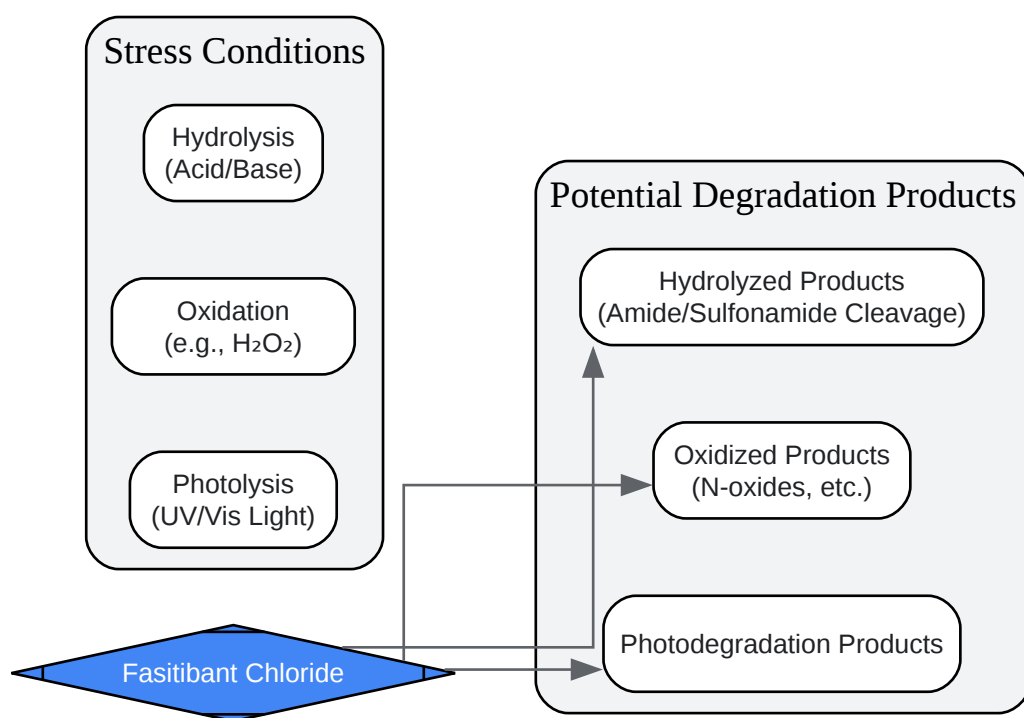 Stress Conditions
Hydrolysis
(Acid/Base)
Oxidation
(e.g., H₂O₂)
Photolysis
(UV/Vis Light)
Potential Degradation Products
Hydrolyzed Products
(Amide/Sulfonamide Cleavage)
Oxidized Products
(N-oxides, etc.)
Photodegradation Products
Fasitibant Chloride